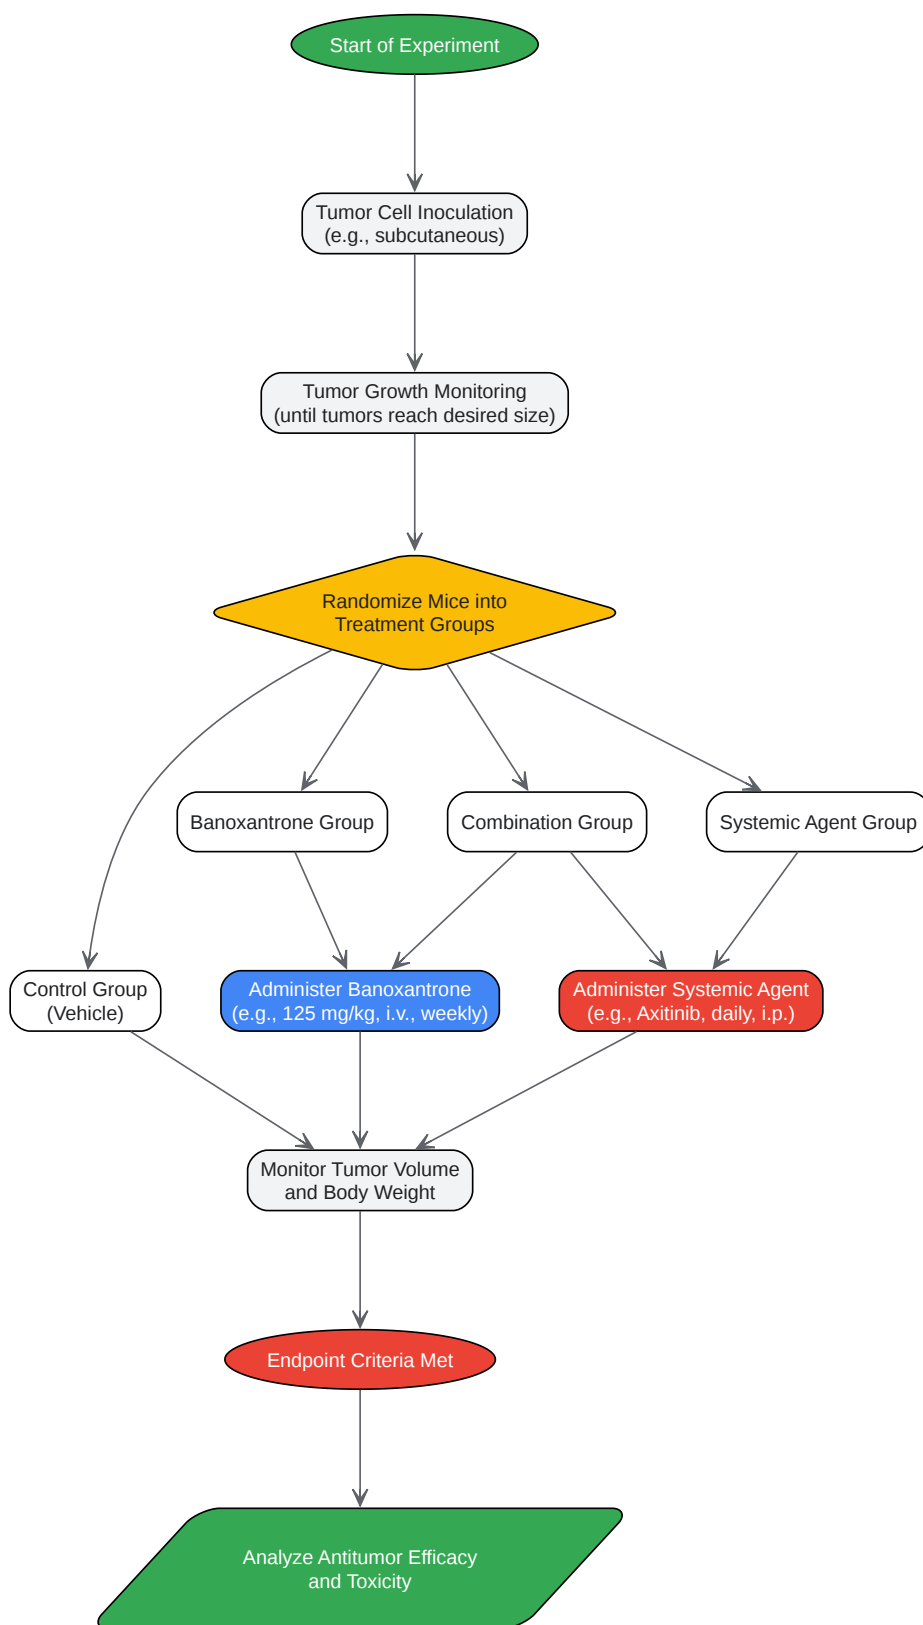 Start of Experiment
Tumor Cell Inoculation
(e.g., subcutaneous)
Tumor Growth Monitoring
(until tumors reach desired size)
Randomize Mice into
Treatment Groups
Banoxantrone Group
Combination Group
Systemic Agent Group
Control Group
(Vehicle)
Administer Banoxantrone
(e.g., 125 mg/kg, i.v., weekly)
Administer Systemic Agent
(e.g., Axitinib, daily, i.p.)
Monitor Tumor Volume
and Body Weight
Endpoint Criteria Met
Analyze Antitumor Efficacy
and Toxicity